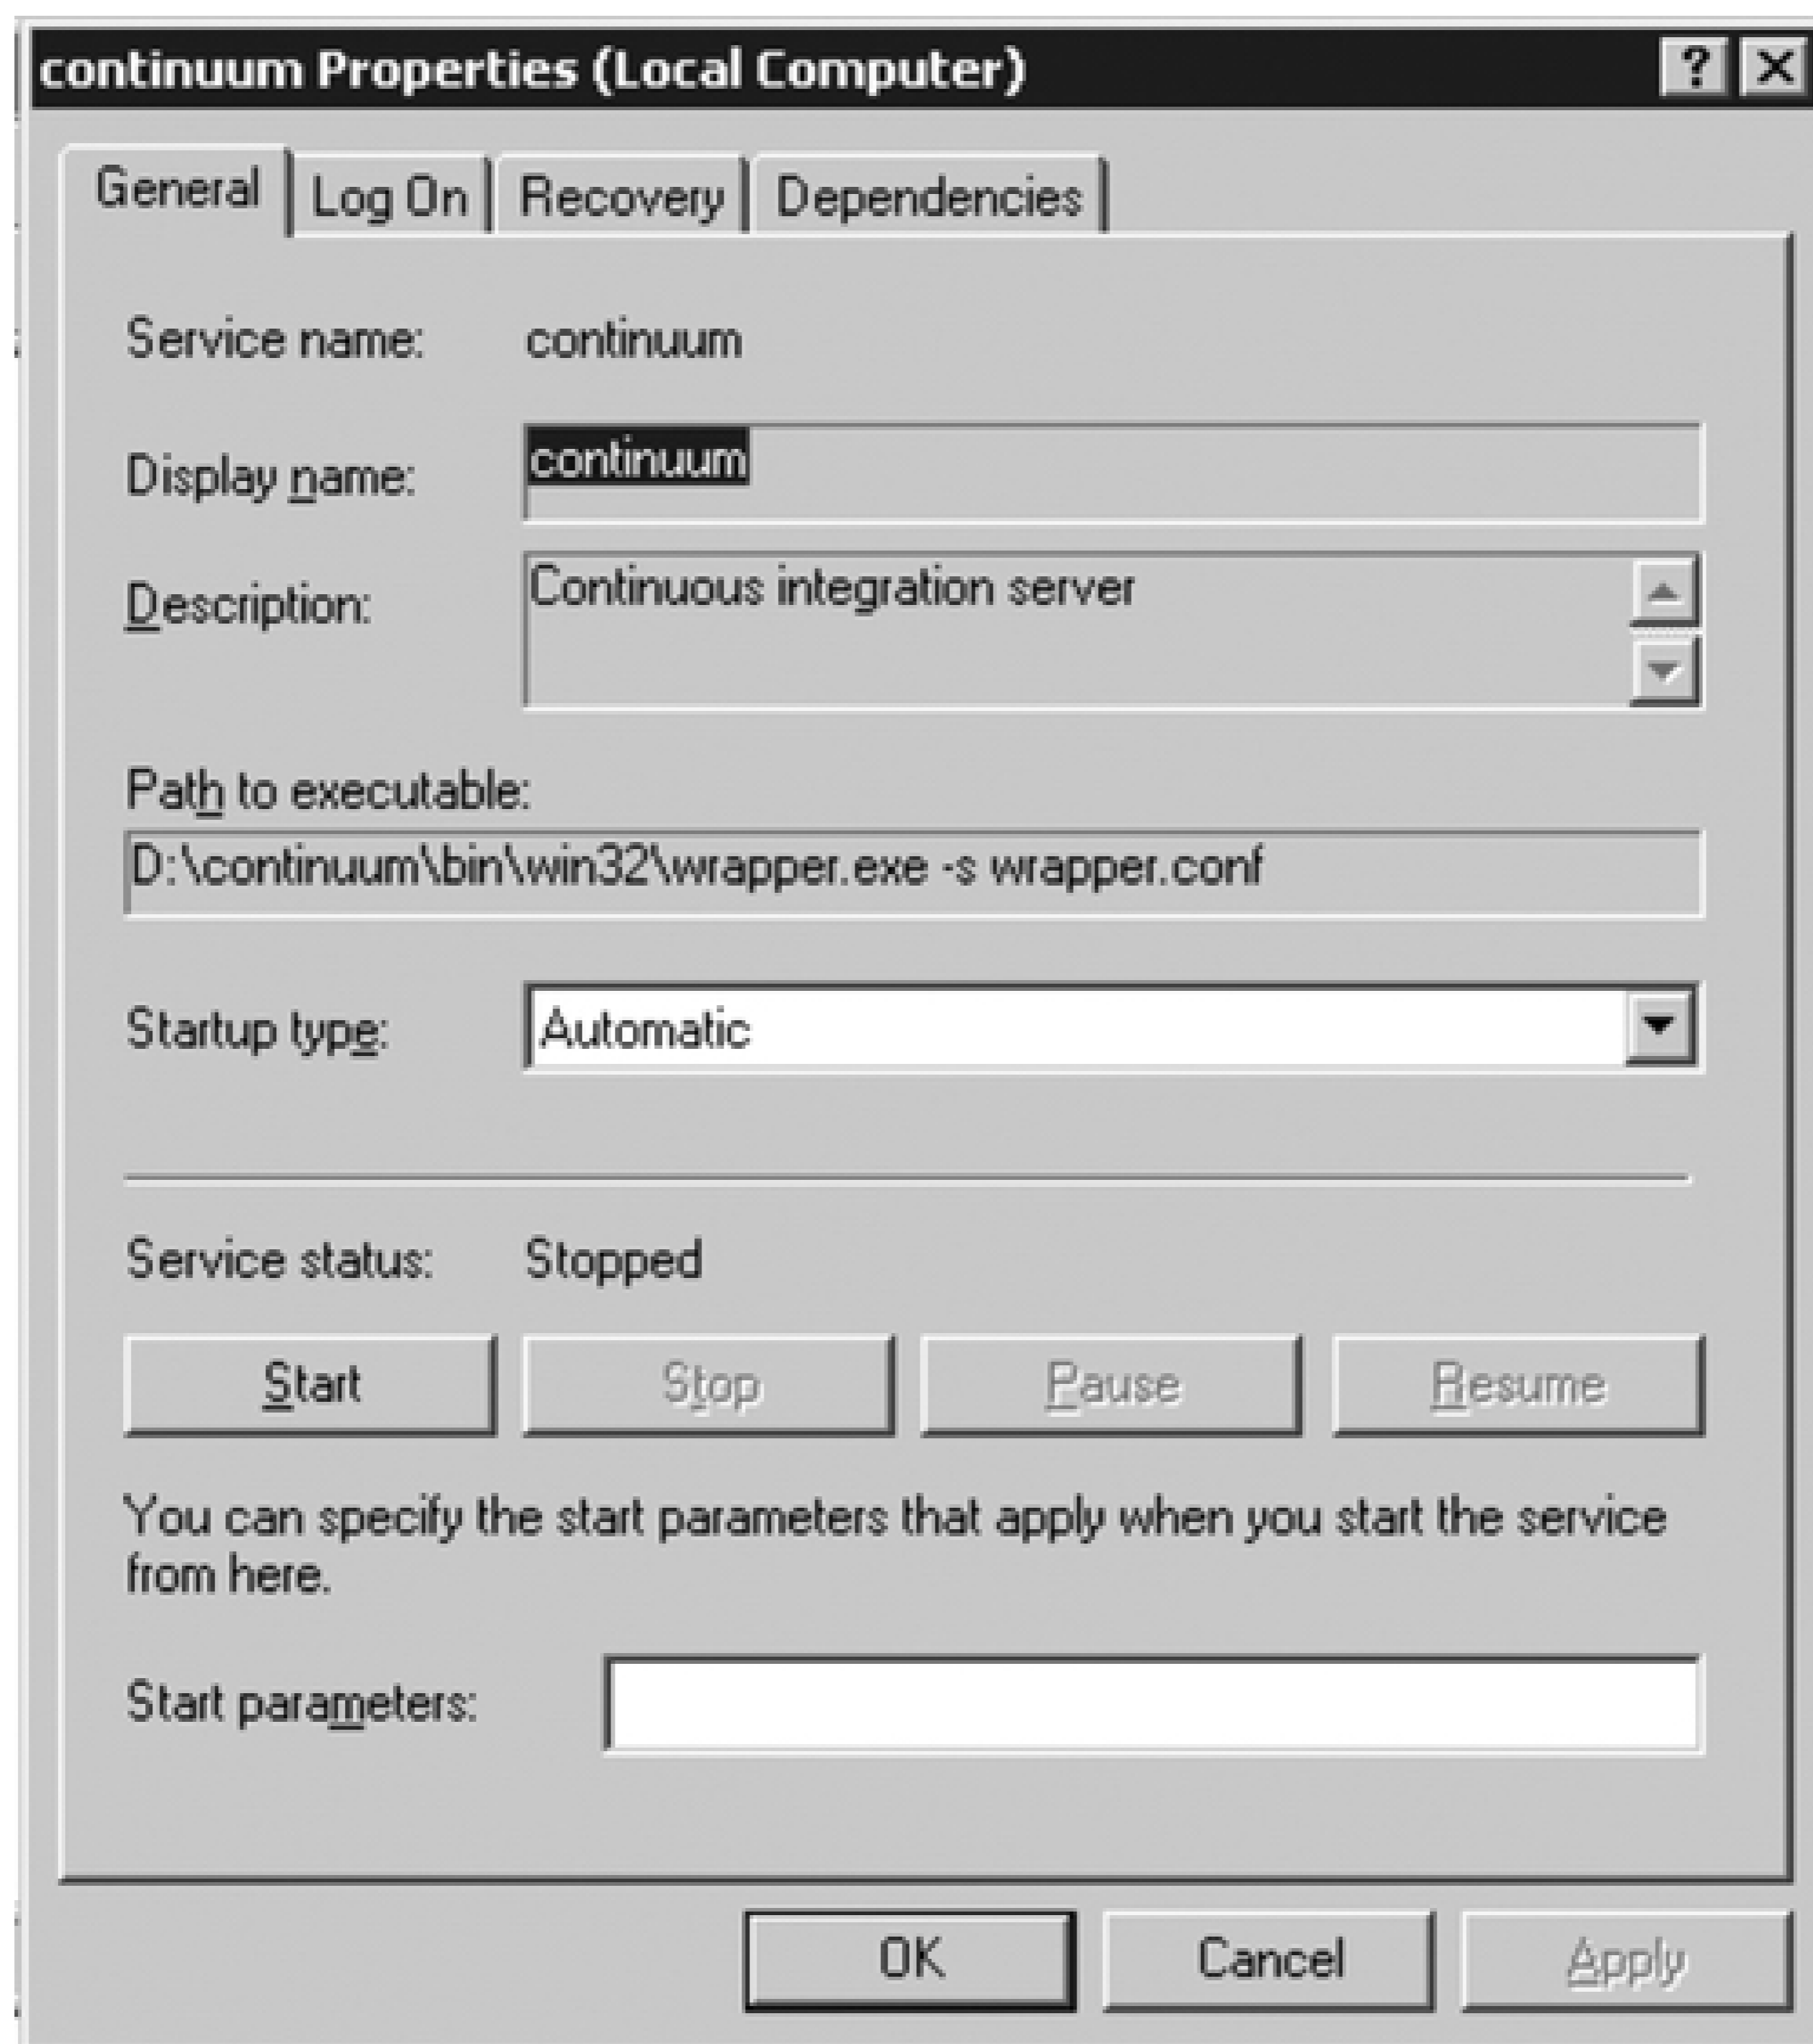 continuum Properties (Local Computer)
General Log On Recovery Dependencies
Service name: continuum
Display name: continuum
Description: Continuous integration server
Path to executable:
D:\continuum\bin\win32\wrapper.exe -s wrapper.conf
Startup type: Automatic
Service status: Stopped
Start Stop Pause Resume
You can specify the start parameters that apply when you start the service
from here.
Start parameters:
OK Cancel Apply